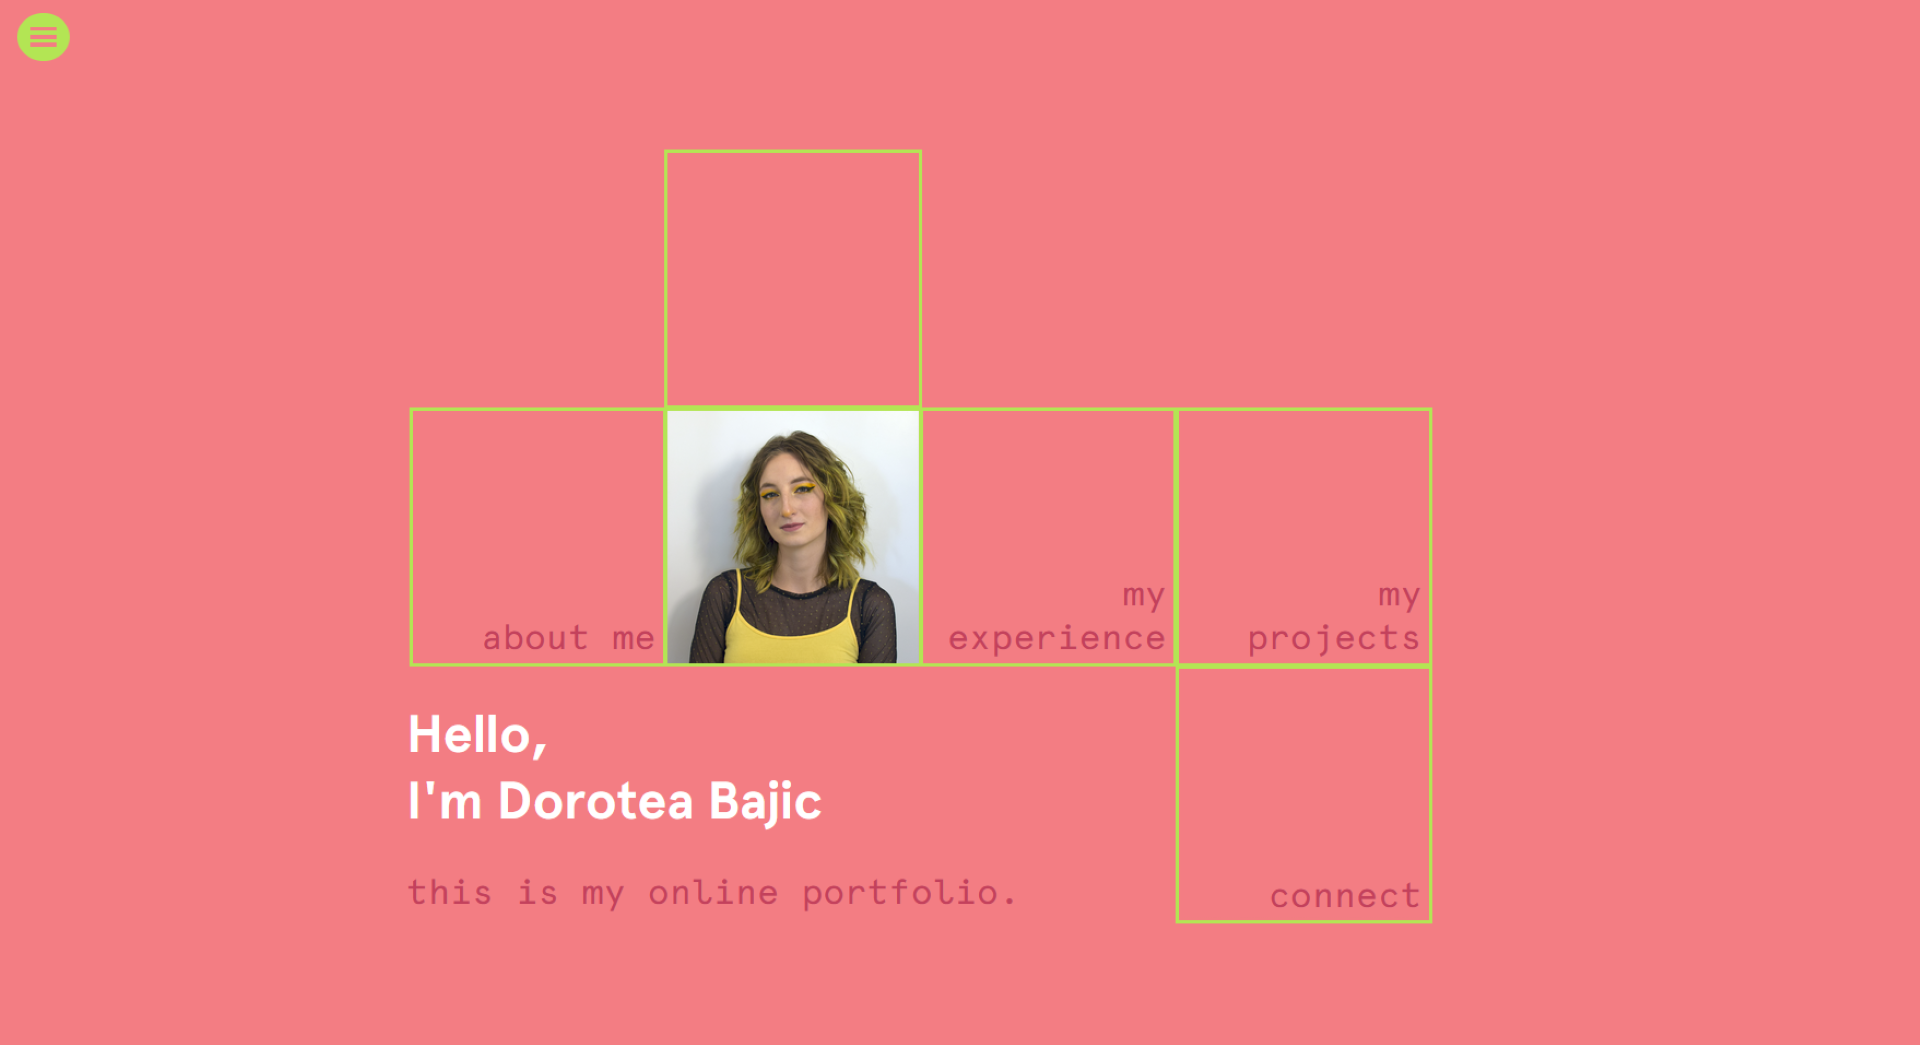 about me
my
experience
my
projects
Hello,
I'm Dorotea Bajic
this is my online portfolio.
connect